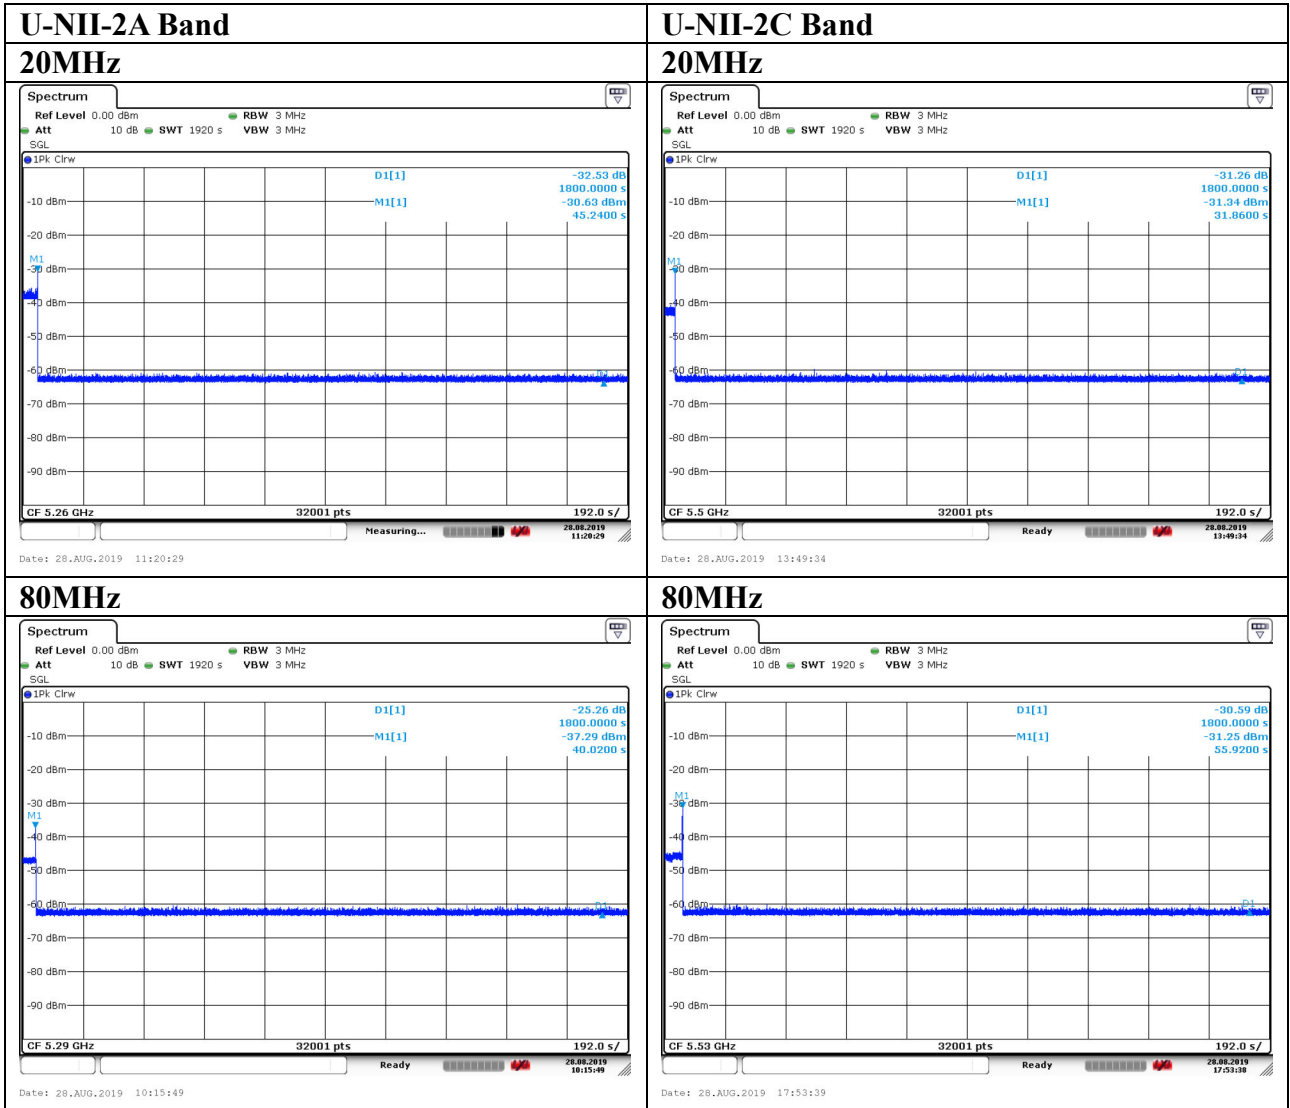 U-NII-2A Band
U-NII-2C Band
20MHz
20MHz
Spectrum
Ref Level 0.00 dBm RBW 3 MHz
Att 10 dB SWT 1920 s VBW 3 MHz
SGL
1Pk Clrw
D1[1] -32.53 dB
1800.0000 s
-10 dBm M1[1] -30.63 dBm
45.2400 s
-20 dBm
M1
-30 dBm
-40 dBm
-50 dBm
-60 dBm
D1
-70 dBm
-80 dBm
-90 dBm
CF 5.26 GHz 32001 pts 192.0 s/
Measuring... 28.08.2019
11:20:29
Date: 28.AUG.2019 11:20:29
Spectrum
Ref Level 0.00 dBm RBW 3 MHz
Att 10 dB SWT 1920 s VBW 3 MHz
SGL
1Pk Clrw
D1[1] -31.26 dB
1800.0000 s
-10 dBm M1[1] -31.34 dBm
31.8600 s
-20 dBm
M1
-30 dBm
-40 dBm
-50 dBm
-60 dBm
D1
-70 dBm
-80 dBm
-90 dBm
CF 5.5 GHz 32001 pts 192.0 s/
Ready 28.08.2019
13:49:34
Date: 28.AUG.2019 13:49:34
80MHz
80MHz
Spectrum
Ref Level 0.00 dBm RBW 3 MHz
Att 10 dB SWT 1920 s VBW 3 MHz
SGL
1Pk Clrw
D1[1] -25.26 dB
1800.0000 s
-10 dBm M1[1] -37.29 dBm
40.0200 s
-20 dBm
-30 dBm
M1
-40 dBm
-50 dBm
-60 dBm
D1
-70 dBm
-80 dBm
-90 dBm
CF 5.29 GHz 32001 pts 192.0 s/
Ready 28.08.2019
10:15:49
Date: 28.AUG.2019 10:15:49
Spectrum
Ref Level 0.00 dBm RBW 3 MHz
Att 10 dB SWT 1920 s VBW 3 MHz
SGL
1Pk Clrw
D1[1] -30.59 dB
1800.0000 s
-10 dBm M1[1] -31.25 dBm
55.9200 s
-20 dBm
M1
-30 dBm
-40 dBm
-50 dBm
-60 dBm
D1
-70 dBm
-80 dBm
-90 dBm
CF 5.53 GHz 32001 pts 192.0 s/
Ready 28.08.2019
17:53:38
Date: 28.AUG.2019 17:53:39